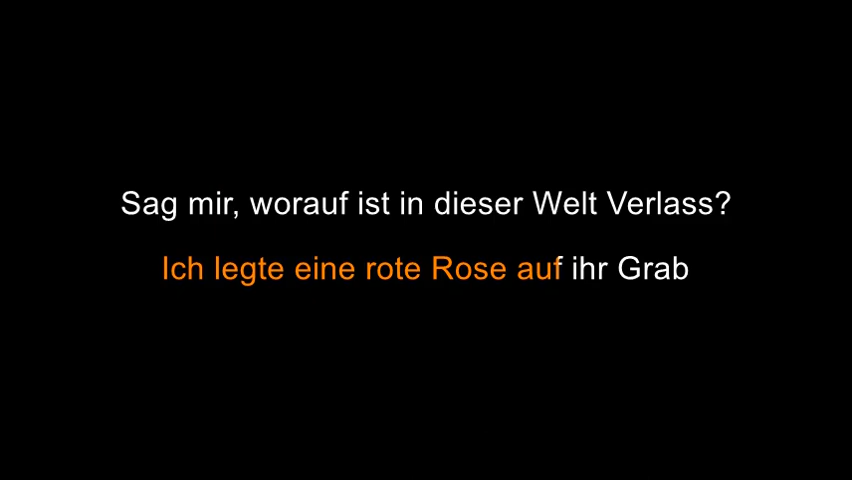 Sag mir, worauf ist in dieser Welt Verlass?
Ich legte eine rote Rose auf ihr Grab